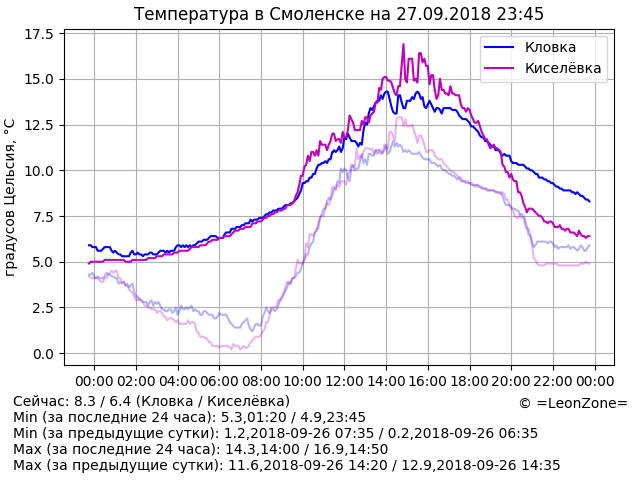 Температура в Смоленске на 27.09.2018 23:45
17.5
15.0
12.5
10.0
7.5
5.0
2.5
0.0
градусов Цельсия, °C
Кловка
Киселёвка
00:00 02:00 04:00 06:00 08:00 10:00 12:00 14:00 16:00 18:00 20:00 22:00 00:00
Сейчас: 8.3 / 6.4 (Кловка / Киселёвка)
© =LeonZone=
Min (за последние 24 часа): 5.3,01:20 / 4.9,23:45
Min (за предыдущие сутки): 1.2,2018-09-26 07:35 / 0.2,2018-09-26 06:35
Max (за последние 24 часа): 14.3,14:00 / 16.9,14:50
Max (за предыдущие сутки): 11.6,2018-09-26 14:20 / 12.9,2018-09-26 14:35